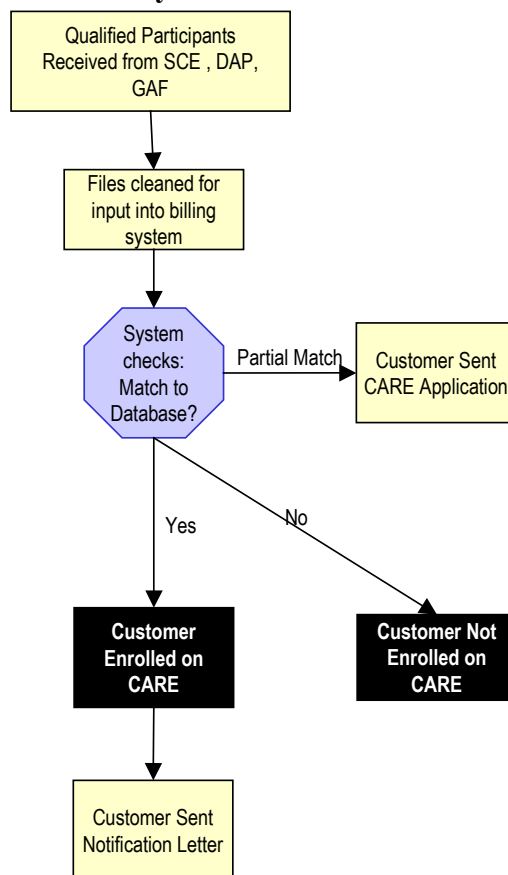 Qualified Participants
Received from SCE , DAP,
GAF
Files cleaned for
input into billing
system
System
checks:
Match to
Database?
Partial Match
Customer Sent
CARE Application
Yes
No
Customer
Enrolled on
CARE
Customer Not
Enrolled on
CARE
Customer Sent
Notification Letter